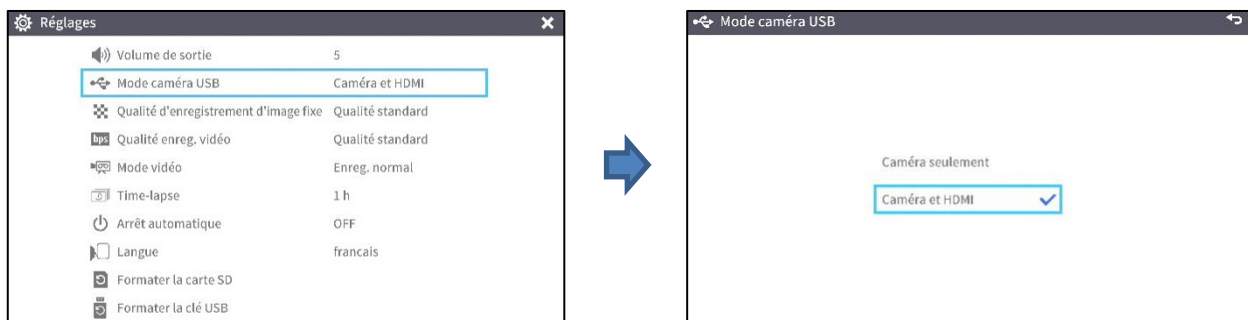 Réglages
Volume de sortie 5
Mode caméra USB Caméra et HDMI
Qualité d'enregistrement d'image fixe Qualité standard
bps Qualité enreg. vidéo Qualité standard
Mode vidéo Enreg. normal
Time-lapse 1 h
Arrêt automatique OFF
Langue francais
Formater la carte SD
Formater la clé USB
Mode caméra USB
Caméra seulement
Caméra et HDMI